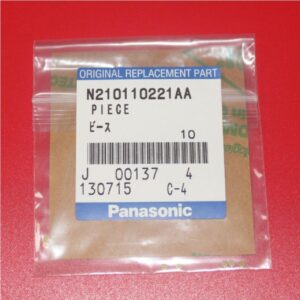 ORIGINAL REPLACEMENT PART
N210110221AA
PIECE
ピース
10
J 00137 4
130715 C-4
Panasonic